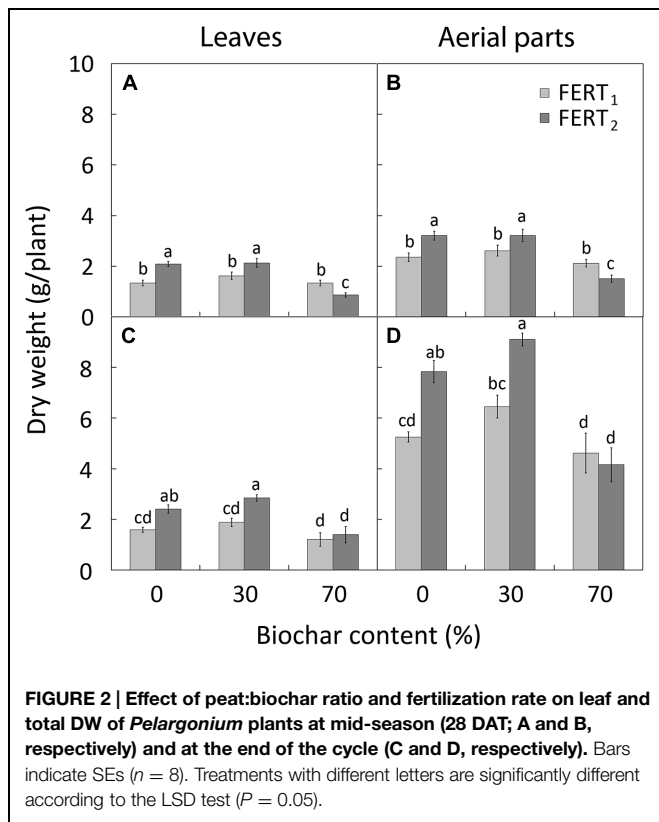 Leaves Aerial parts
10 A B FERT1
8 FERT2
6
4
a a
b b b
a a b c
2 b b b c
0
C D a
8 ab
6 bc
cd
4 d d
a
ab
2 cd cd d d
0
0 30 70 0 30 70
Biochar content (%)
Dry weight (g/plant)
FIGURE 2 | Effect of peat:biochar ratio and fertilization rate on leaf and
total DW of Pelargonium plants at mid-season (28 DAT; A and B,
respectively) and at the end of the cycle (C and D, respectively). Bars
indicate SEs (n = 8). Treatments with different letters are significantly different
according to the LSD test (P = 0.05).